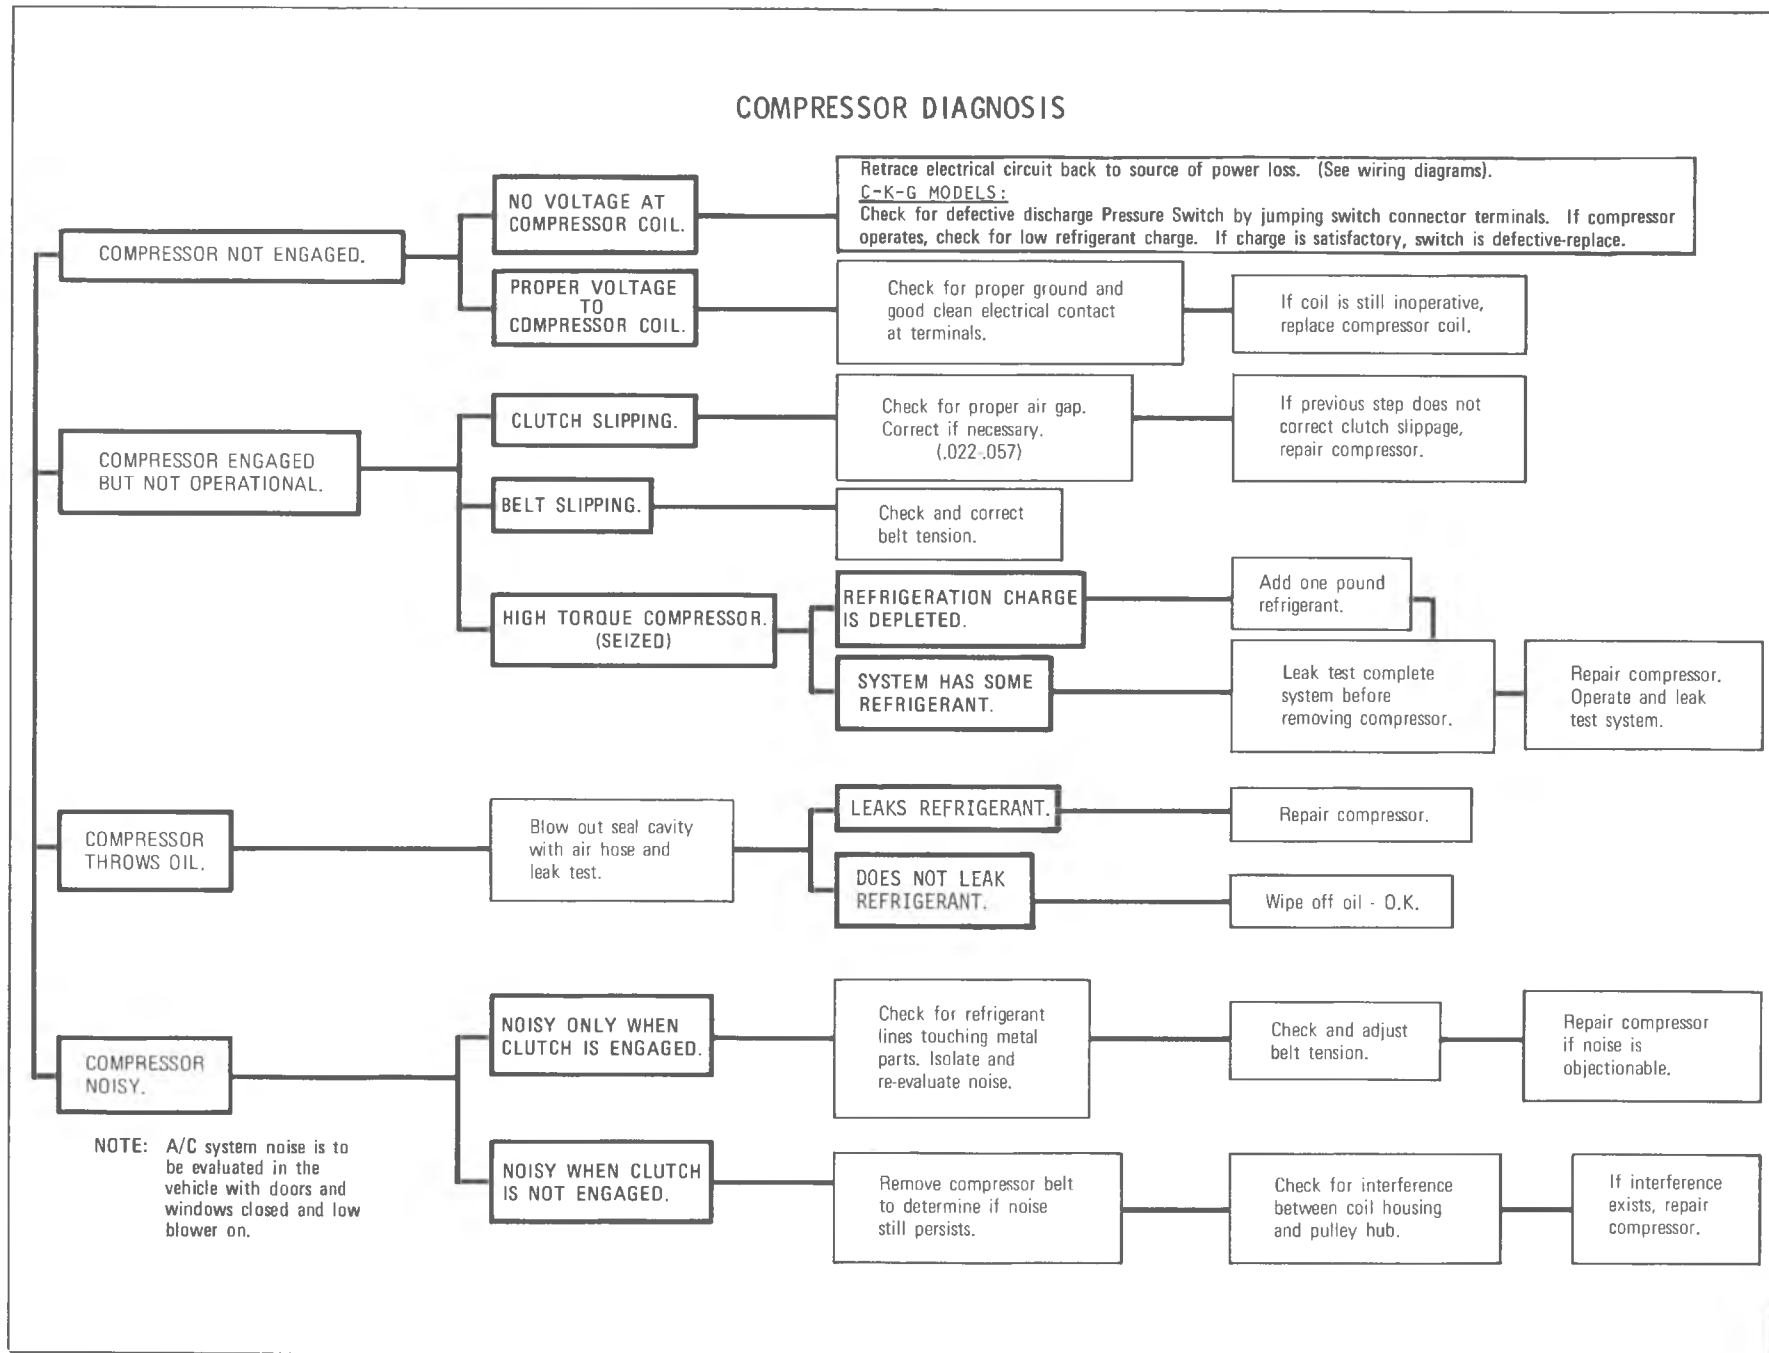 COMPRESSOR DIAGNOSIS
COMPRESSOR NOT ENGAGED.
NO VOLTAGE AT
COMPRESSOR COIL.
Retrace electrical circuit back to source of power loss. (See wiring diagrams).
C-K-G MODELS:
Check for defective discharge Pressure Switch by jumping switch connector terminals. If compressor
operates, check for low refrigerant charge. If charge is satisfactory, switch is defective-replace.
PROPER VOLTAGE
TO
COMPRESSOR COIL.
Check for proper ground and
good clean electrical contact
at terminals.
If coil is still inoperative,
replace compressor coil.
COMPRESSOR ENGAGED
BUT NOT OPERATIONAL.
CLUTCH SLIPPING.
Check for proper air gap.
Correct if necessary.
(.022-.057)
If previous step does not
correct clutch slippage,
repair compressor.
BELT SLIPPING.
Check and correct
belt tension.
HIGH TORQUE COMPRESSOR.
(SEIZED)
REFRIGERATION CHARGE
IS DEPLETED.
Add one pound
refrigerant.
SYSTEM HAS SOME
REFRIGERANT.
Leak test complete
system before
removing compressor.
Repair compressor.
Operate and leak
test system.
COMPRESSOR
THROWS OIL.
Blow out seal cavity
with air hose and
leak test.
LEAKS REFRIGERANT.
Repair compressor.
DOES NOT LEAK
REFRIGERANT.
Wipe off oil - O.K.
COMPRESSOR
NOISY.
NOISY ONLY WHEN
CLUTCH IS ENGAGED.
Check for refrigerant
lines touching metal
parts. Isolate and
re-evaluate noise.
Check and adjust
belt tension.
Repair compressor
if noise is
objectionable.
NOISY WHEN CLUTCH
IS NOT ENGAGED.
Remove compressor belt
to determine if noise
still persists.
Check for interference
between coil housing
and pulley hub.
If interference
exists, repair
compressor.
NOTE: A/C system noise is to
be evaluated in the
vehicle with doors and
windows closed and low
blower on.